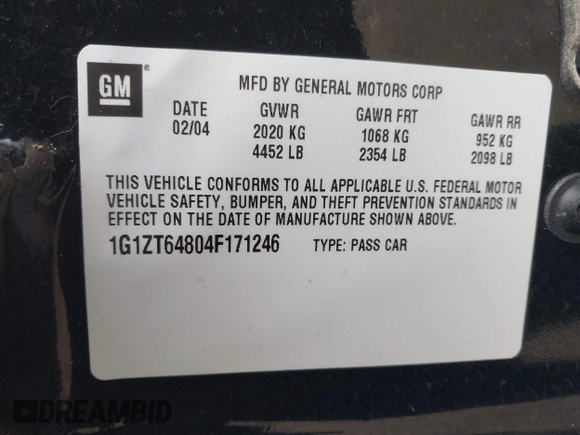 GM
MFD BY GENERAL MOTORS CORP
DATE GVWR GAWR FRT GAWR RR
02/04 2020 KG 1068 KG 952 KG
4452 LB 2354 LB 2098 LB
THIS VEHICLE CONFORMS TO ALL APPLICABLE U.S. FEDERAL MOTOR
VEHICLE SAFETY, BUMPER, AND THEFT PREVENTION STANDARDS IN
EFFECT ON THE DATE OF MANUFACTURE SHOWN ABOVE.
1G1ZT64804F171246 TYPE: PASS CAR
DREAMBID